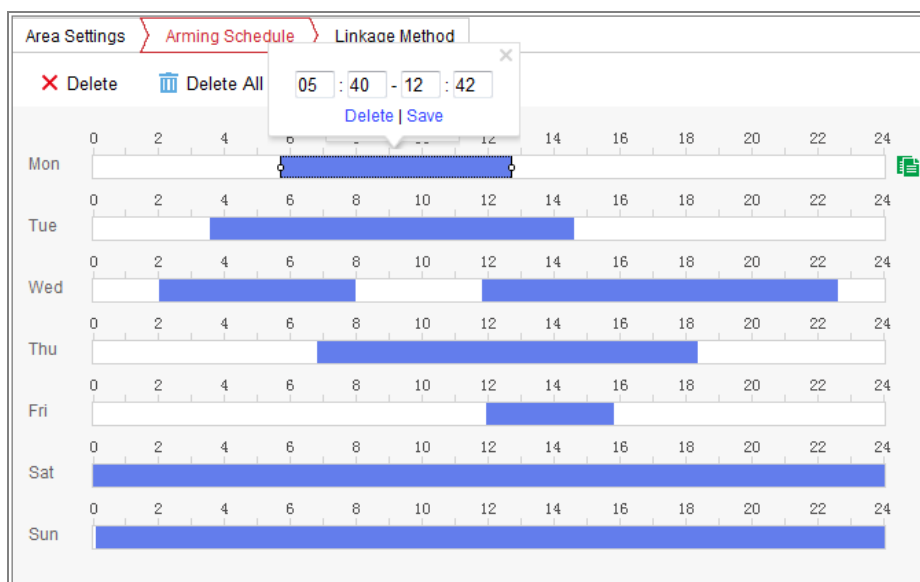 Area Settings Arming Schedule Linkage Method
Delete Delete All
05 : 40 - 12 : 42
Delete | Save
0 2 4 6 12 14 16 18 20 22 24
Mon
0 2 4 6 8 10 12 14 16 18 20 22 24
Tue
0 2 4 6 8 10 12 14 16 18 20 22 24
Wed
0 2 4 6 8 10 12 14 16 18 20 22 24
Thu
0 2 4 6 8 10 12 14 16 18 20 22 24
Fri
0 2 4 6 8 10 12 14 16 18 20 22 24
Sat
0 2 4 6 8 10 12 14 16 18 20 22 24
Sun